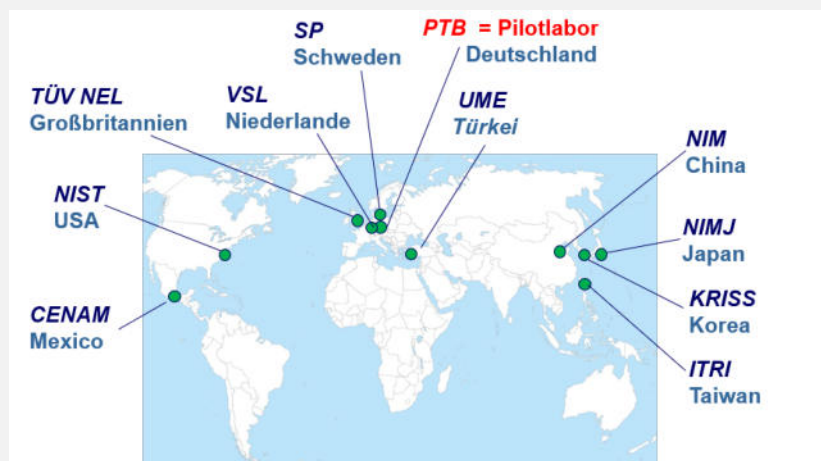 SP
Schweden
PTB = Pilotlabor
Deutschland
TÜV NEL
Großbritannien
VSL
Niederlande
UME
Türkei
NIM
China
NIST
USA
NIMJ
Japan
CENAM
Mexico
KRISS
Korea
ITRI
Taiwan